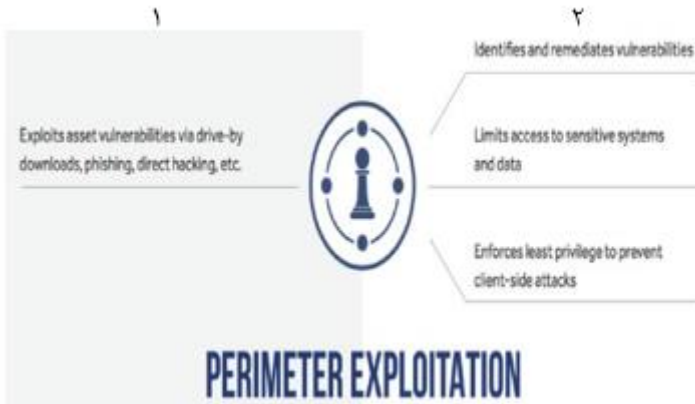 ١
٢
Exploits asset vulnerabilities via drive-by
downloads, phishing, direct hacking, etc.
Identifies and remediates vulnerabilities
Limits access to sensitive systems
and data
Enforces least privilege to prevent
client-side attacks
PERIMETER EXPLOITATION